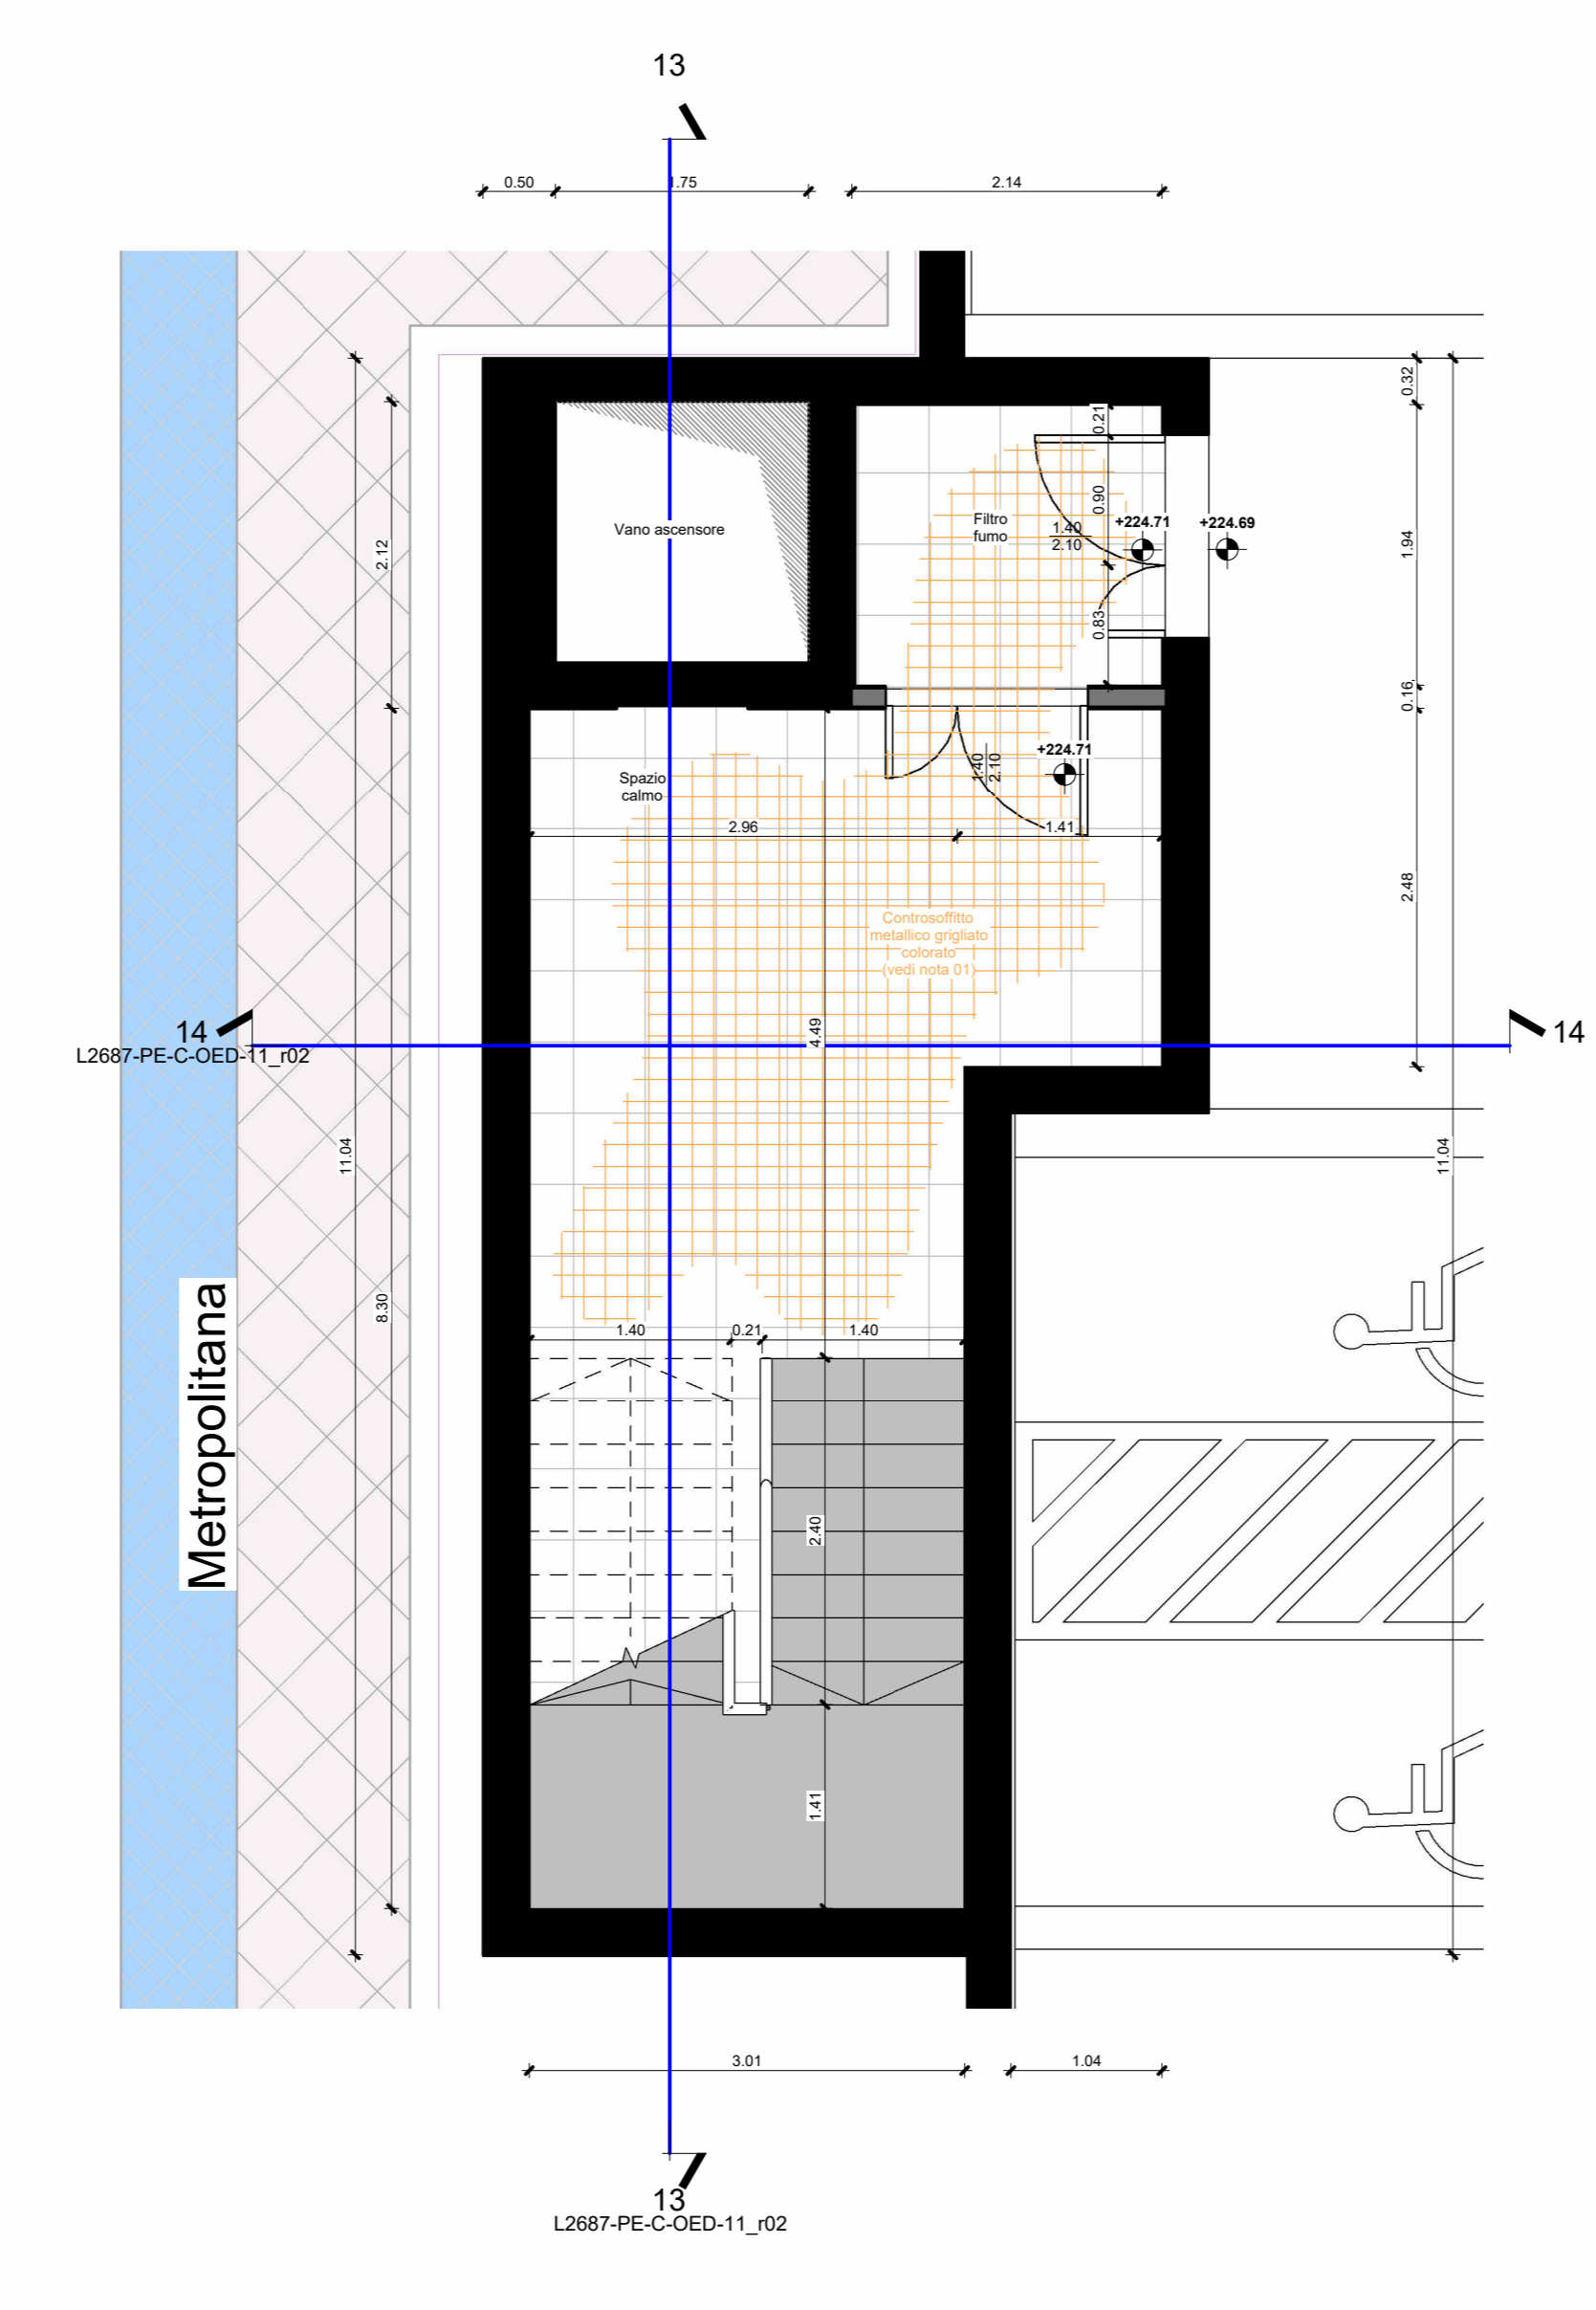 13
0.50
1.75
2.14
0.32
0.21
Vano ascensore
Filtro
fumo
0.90
1.40
2.10
+224.71
+224.69
1.94
2.12
0.83
0.16
+224.71
1.40
2.10
Spazio
calmo
2.96
1.41
2.48
Controsoffitto
metallico grigliato
colorato
(vedi nota 01)
14
L2687-PE-C-OED-11_r02
4.49
14
11.04
11.04
8.30
Metropolitana
1.40
0.21
1.40
2.40
1.41
3.01
1.04
13
L2687-PE-C-OED-11_r02